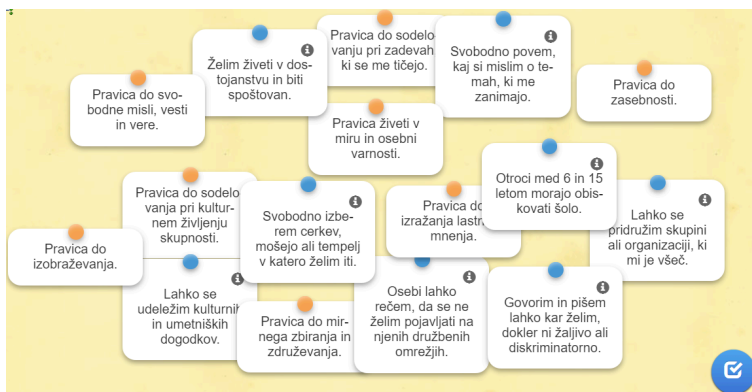 Pravica do svo-
bodne misli, vesti
in vere.
Želim živeti v dos-
tojanstvu in biti
spoštovan.
Pravica do sodelo-
vanju pri zadevah,
ki se me tičejo.
Svobodno povem,
kaj si mislim o te-
mah, ki me
zanimajo.
Pravica do
zasebnosti.
Pravica živeti v
miru in osebni
varnosti.
Pravica do
izobraževanja.
Pravica do sodelo
vanja pri kultur-
nem življenju
skupnosti.
Svobodno izbe-
rem cerkev,
mošejo ali tempelj
v katero želim iti.
Pravica do
izražanja
mnenja.
Otroci med 6 in 15
letom morajo obis-
kovati šolo.
Lahko se
pridružim skupini
ali organizaciji, ki
mi je všeč.
Lahko se
udeležim
in umetniških
dogodkov.
Pravica do mir-
nega zbiranja in
združevanja.
Osebi lahko
rečem, da se ne
želim pojavljati na
njenih družbenih
omrežjih.
Govorim in pišem
lahko kar želim,
dokler ni žaljivo ali
diskriminatorno.